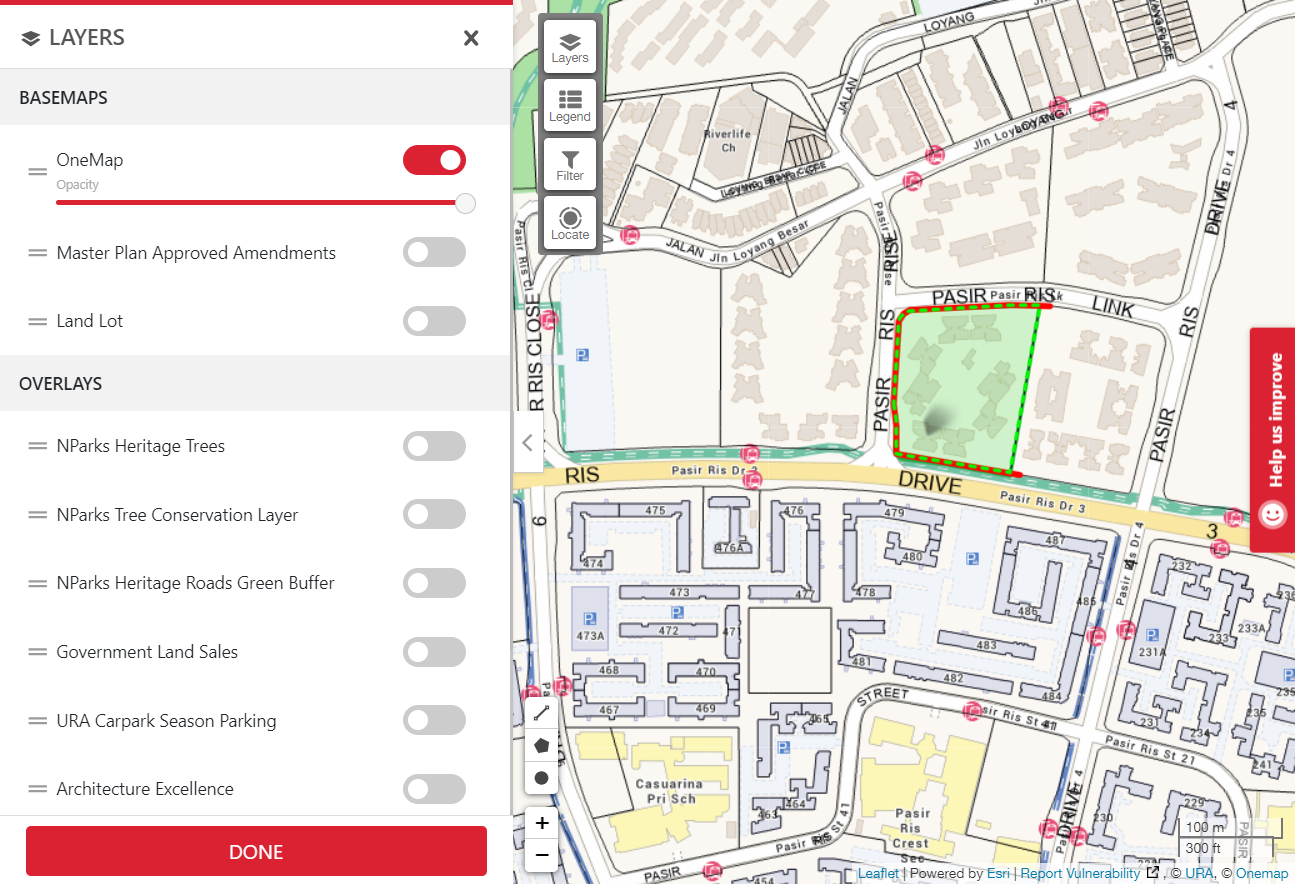 LAYERS
BASEMAPS
OneMap
Opacity
Master Plan Approved Amendments
Land Lot
OVERLAYS
NParks Heritage Trees
NParks Tree Conservation Layer
NParks Heritage Roads Green Buffer
Government Land Sales
URA Carpark Season Parking
Architecture Excellence
DONE
Layers
Legend
Filter
Locate
LOYANG
JALAN
Riverlife
Ch
Jln Loyang
JALAN Jln Loyang Besar
4
DRIVE
Pasir Ris Dr 4
RIS
PASIR
RIS
LINK
RIS
RIS
PASIR
PASIR
R RIS CLOSE
RIS
Pasir Ris Dr 3
DRIVE
Pasir Ris Dr 3
3
6
475
476
479
487
474
476A
480
232
473
477
478
486
485
473A
472
471
483
233
233A
231A
468
470
481
482
484
467
469
465
STREET
Pasir Ris St 41
231
234
235
Pasir Ris St 21
241
Casuarina
Pri Sch
463
464
Pasir
Ris
Crest
Sec
Pasir Ris St 41
PASIR
DRIVE
230
229
228
PASIR
Help us improve
+
−
100 m
300 ft
Leaflet | Powered by Esri | Report Vulnerability , © URA, © Onemap